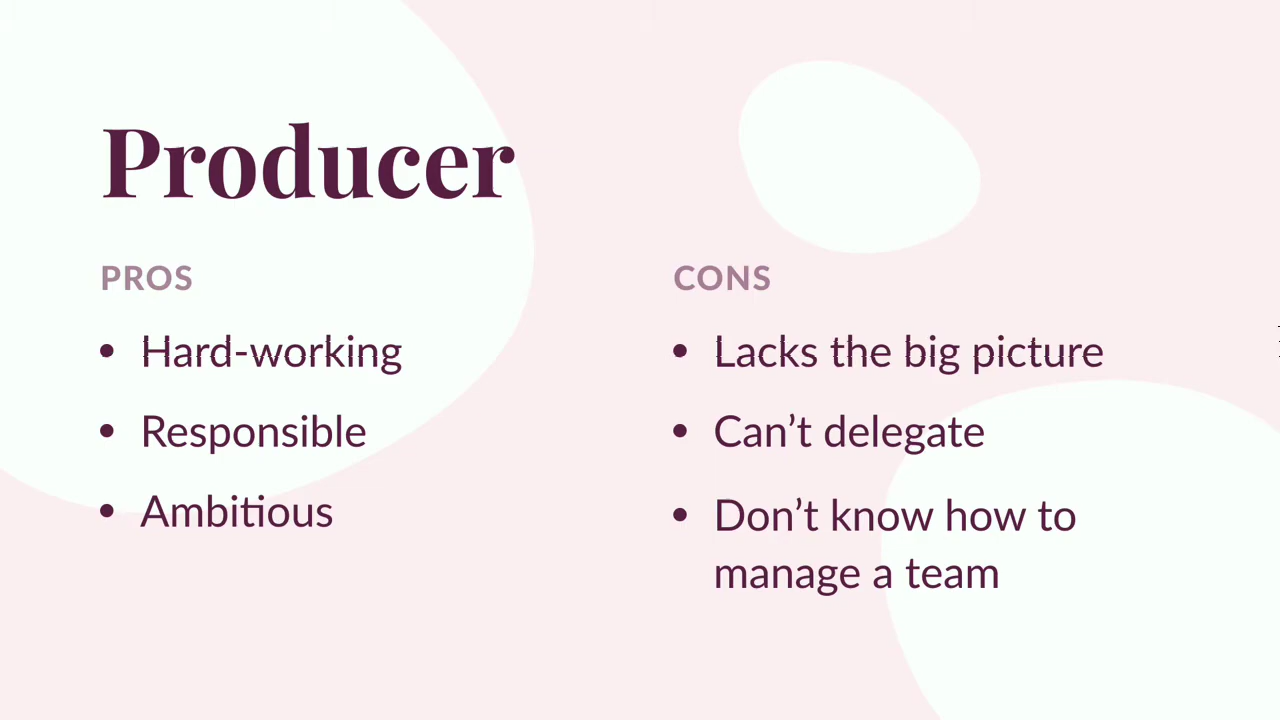 Producer
PROS
• Hard-working
• Responsible
• Ambitious
CONS
• Lacks the big picture
• Can’t delegate
• Don’t know how to
manage a team